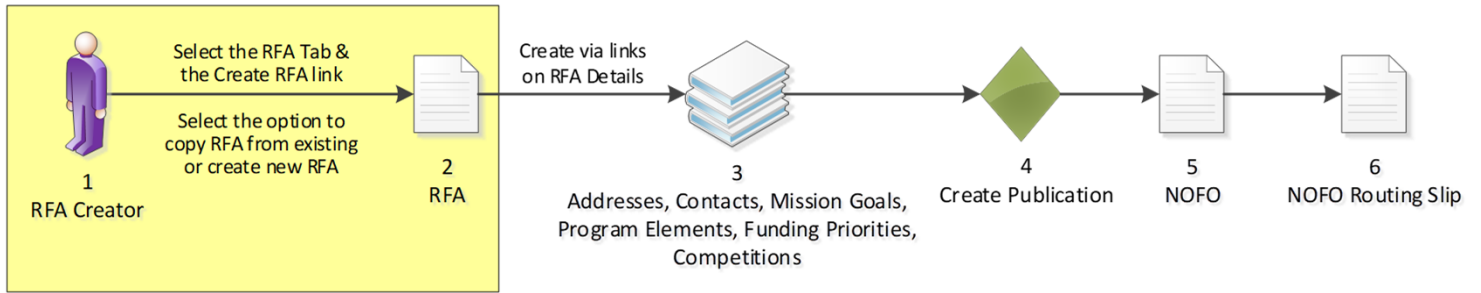 Select the RFA Tab &
the Create RFA link
Select the option to
copy RFA from existing
or create new RFA
1
RFA Creator
2
RFA
Create via links
on RFA Details
3
Addresses, Contacts, Mission Goals,
Program Elements, Funding Priorities,
Competitions
4
Create Publication
5
NOFO
6
NOFO Routing Slip